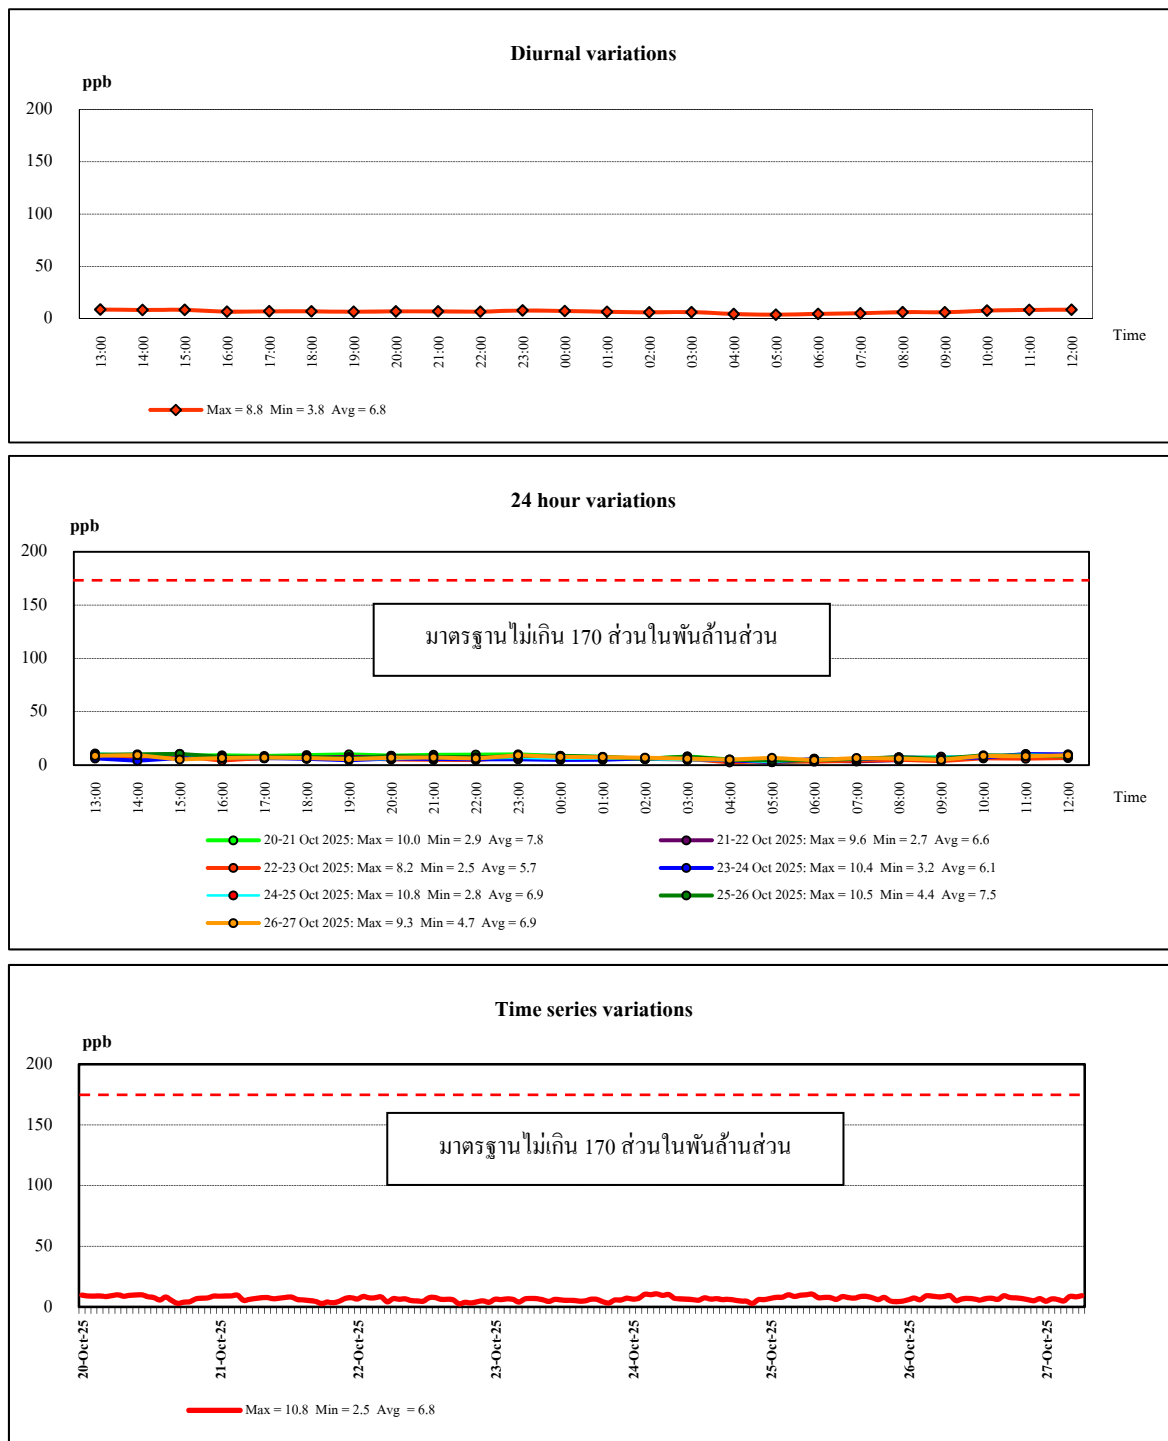 Diurnal variations
ppb
200
150
100
50
0
13:00 14:00 15:00 16:00 17:00 18:00 19:00 20:00 21:00 22:00 23:00 00:00 01:00 02:00 03:00 04:00 05:00 06:00 07:00 08:00 09:00 10:00 11:00 12:00
Time
Max = 8.8 Min = 3.8 Avg = 6.8
24 hour variations
ppb
200
150
100
50
0
มาตรฐานไม่เกิน 170 ส่วนในพันล้านส่วน
13:00 14:00 15:00 16:00 17:00 18:00 19:00 20:00 21:00 22:00 23:00 00:00 01:00 02:00 03:00 04:00 05:00 06:00 07:00 08:00 09:00 10:00 11:00 12:00
Time
20-21 Oct 2025: Max = 10.0 Min = 2.9 Avg = 7.8
21-22 Oct 2025: Max = 9.6 Min = 2.7 Avg = 6.6
22-23 Oct 2025: Max = 8.2 Min = 2.5 Avg = 5.7
23-24 Oct 2025: Max = 10.4 Min = 3.2 Avg = 6.1
24-25 Oct 2025: Max = 10.8 Min = 2.8 Avg = 6.9
25-26 Oct 2025: Max = 10.5 Min = 4.4 Avg = 7.5
26-27 Oct 2025: Max = 9.3 Min = 4.7 Avg = 6.9
Time series variations
ppb
200
150
100
50
0
มาตรฐานไม่เกิน 170 ส่วนในพันล้านส่วน
20-Oct-25 21-Oct-25 22-Oct-25 23-Oct-25 24-Oct-25 25-Oct-25 26-Oct-25 27-Oct-25
Max = 10.8 Min = 2.5 Avg = 6.8